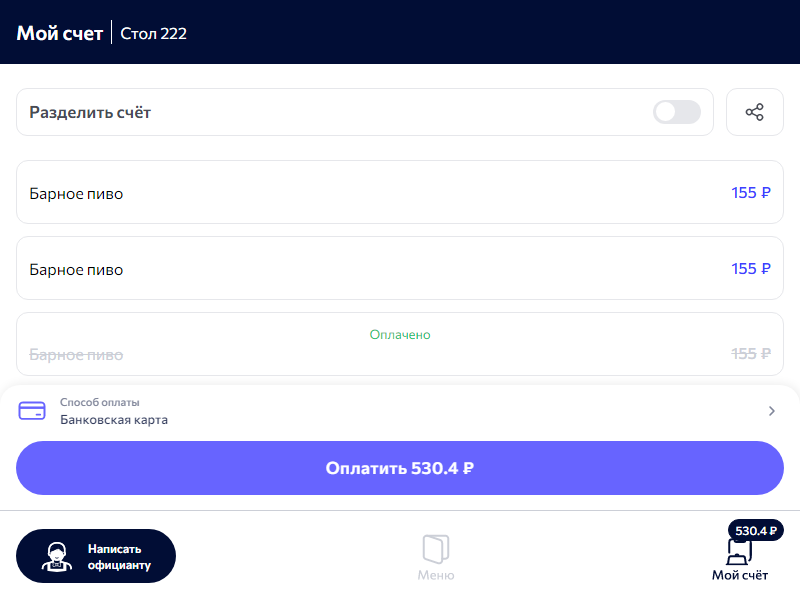 Мой счет
Стол 222
Разделить счёт
Барное пиво 155 ₽
Барное пиво 155 ₽
Оплачено
Барное пиво 155 ₽
Способ оплаты
Банковская карта
Оплатить 530.4 ₽
Написать
официанту
Меню
530.4 ₽
Мой счёт